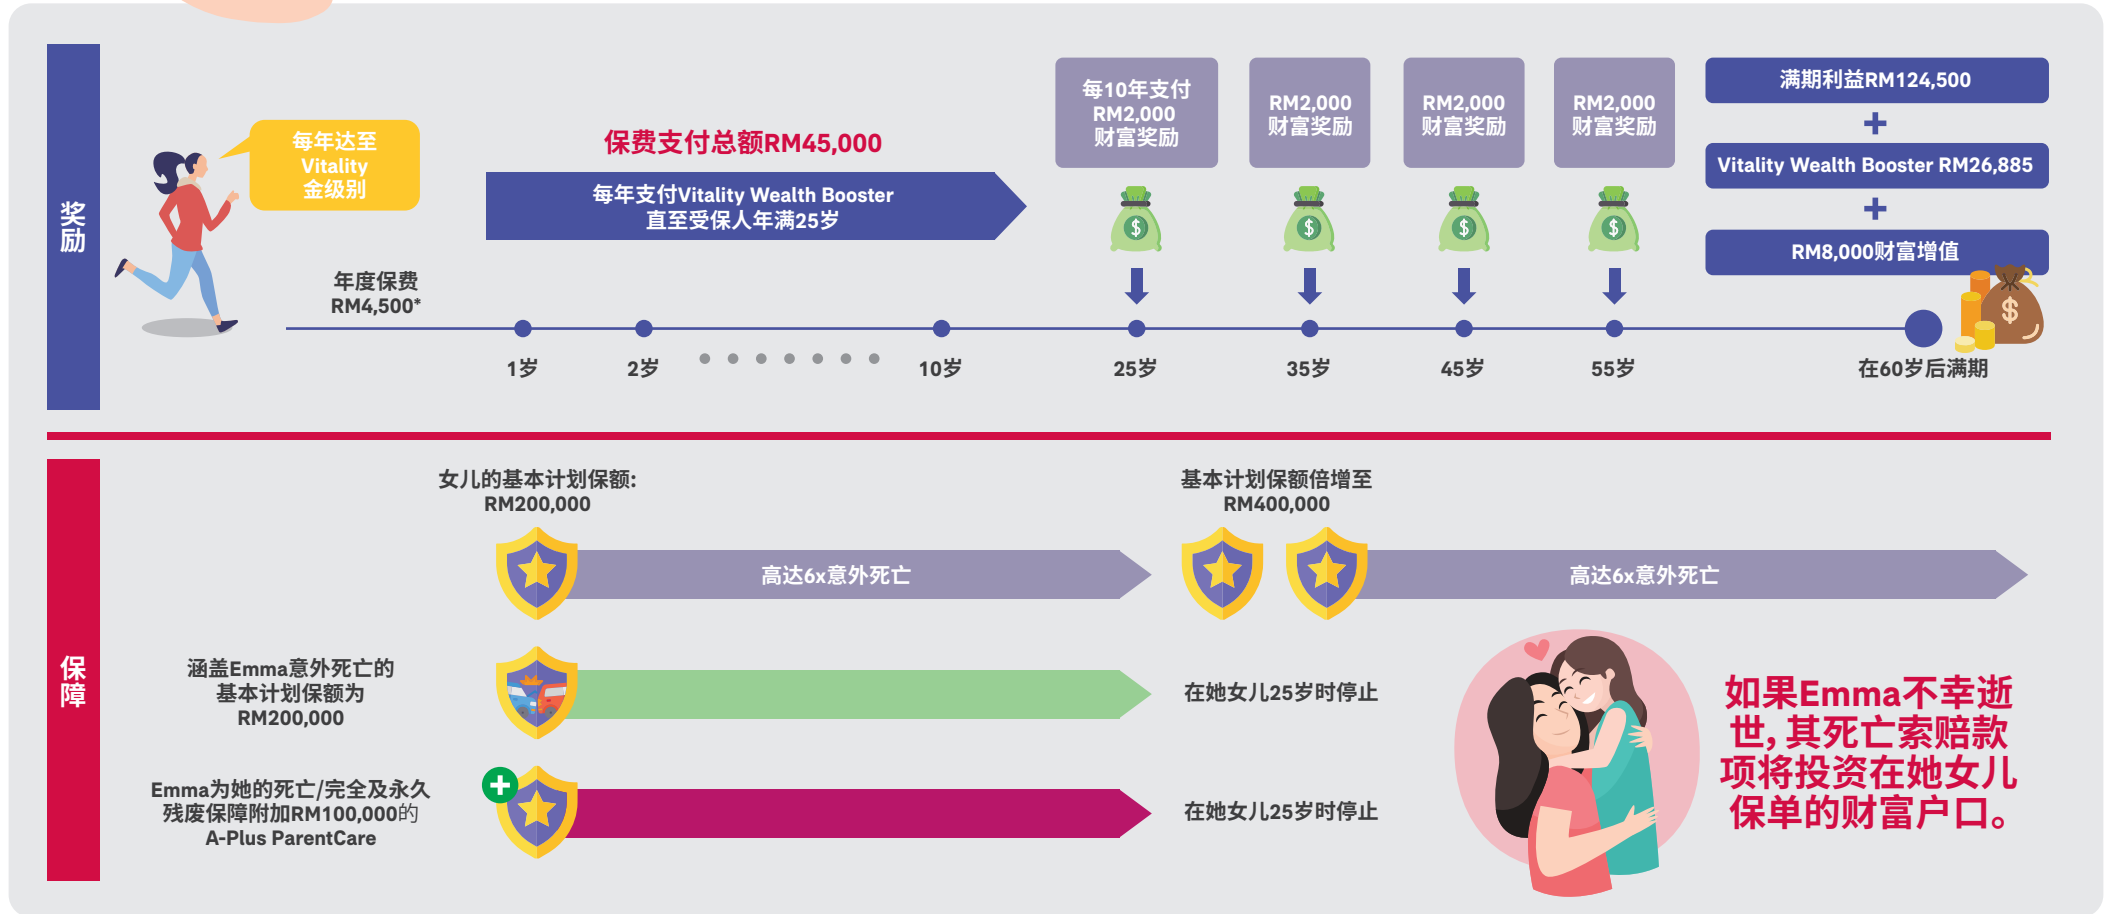 奖励
每年达至
Vitality
金级别
年度保费
RM4,500*
保费支付总额RM45,000
每年支付Vitality Wealth Booster
直至受保人年满25岁
每10年支付
RM2,000
财富奖励
RM2,000
财富奖励
RM2,000
财富奖励
RM2,000
财富奖励
满期利益RM124,500
+
Vitality Wealth Booster RM26,885
+
RM8,000财富增值
$
$
$
$
$
1岁
2岁
10岁
25岁
35岁
45岁
55岁
在60岁后满期
保障
女儿的基本计划保额:
RM200,000
高达6x意外死亡
基本计划保额倍增至
RM400,000
高达6x意外死亡
涵盖Emma意外死亡的
基本计划保额为
RM200,000
在她女儿25岁时停止
Emma为她的死亡/完全及永久
残废保障附加RM100,000的
A-Plus ParentCare
在她女儿25岁时停止
如果Emma不幸逝
世，其死亡索赔款
项将投资在她女儿
保单的财富户口。